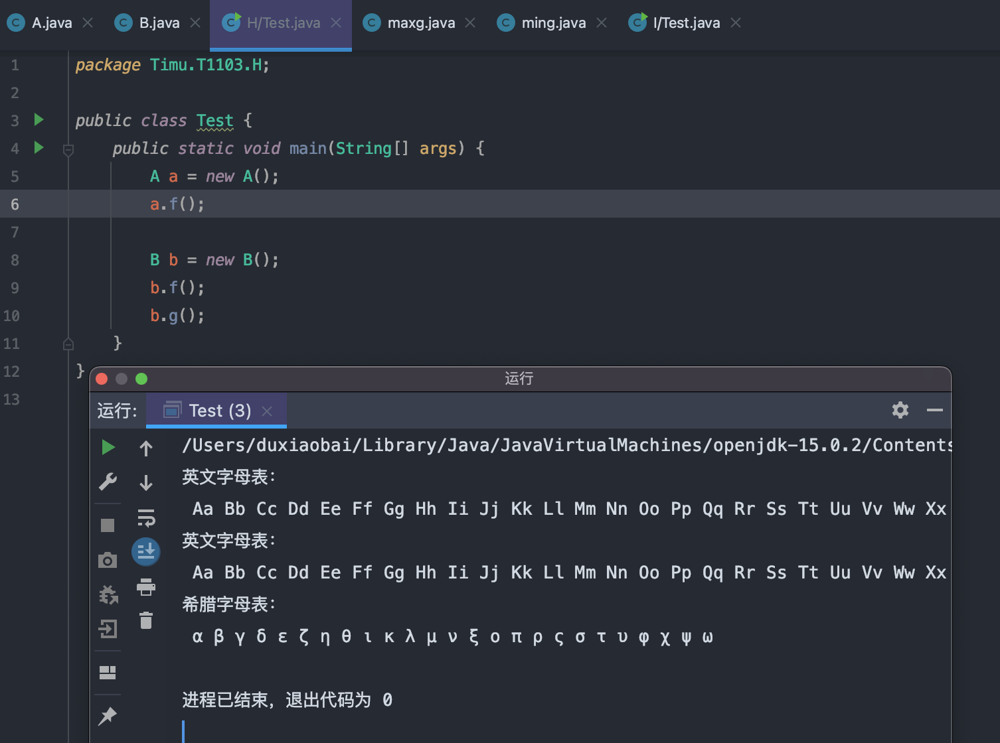 A.java B.java H/Test.java maxg.java ming.java I/Test.java
1 package Timu.T1103.H;
2
3 public class Test {
4 public static void main(String[] args) {
5 A a = new A();
6 a.f();
7
8 B b = new B();
9 b.f();
10 b.g();
11 }
12 }
13
运行
运行: Test (3)
/Users/duxiaobai/Library/Java/JavaVirtualMachines/openjdk-15.0.2/Contents
英文字母表:
Aa Bb Cc Dd Ee Ff Gg Hh Ii Jj Kk Ll Mm Nn Oo Pp Qq Rr Ss Tt Uu Vv Ww Xx
英文字母表:
Aa Bb Cc Dd Ee Ff Gg Hh Ii Jj Kk Ll Mm Nn Oo Pp Qq Rr Ss Tt Uu Vv Ww Xx
希腊字母表:
α β γ δ ε ζ η θ ι κ λ μ ν ξ ο π ρ ς σ τ υ φ χ ψ ω
进程已结束，退出代码为 0